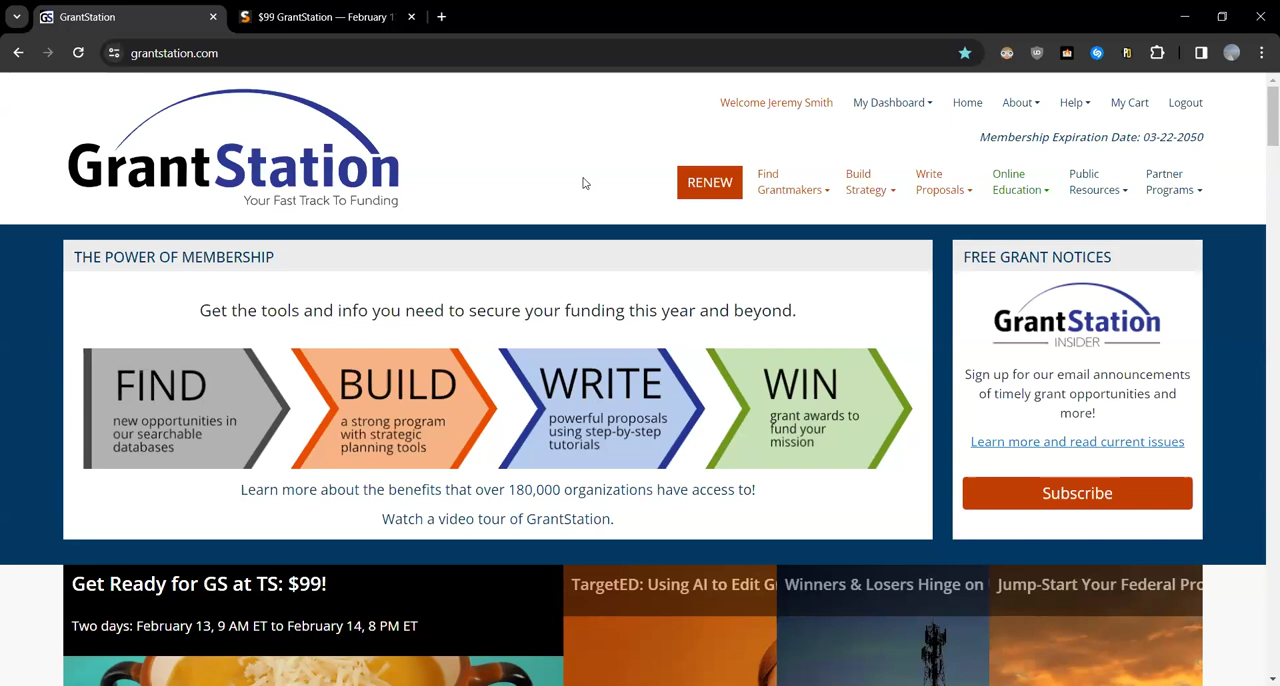 GrantStation
$99 GrantStation — February 1
grantstation.com
Welcome Jeremy Smith
My Dashboard
Home
About
Help
My Cart
Logout
Membership Expiration Date: 03-22-2050
GrantStation
Your Fast Track To Funding
RENEW
Find
Grantmakers
Build
Strategy
Write
Proposals
Online
Education
Public
Resources
Partner
Programs
THE POWER OF MEMBERSHIP
Get the tools and info you need to secure your funding this year and beyond.
FIND
new opportunities in
our searchable
databases
BUILD
a strong program
with strategic
planning tools
WRITE
powerful proposals
using step-by-step
tutorials
WIN
grant awards to
fund your
mission
Learn more about the benefits that over 180,000 organizations have access to!
Watch a video tour of GrantStation.
FREE GRANT NOTICES
GrantStation
INSIDER
Sign up for our email announcements
of timely grant opportunities and
more!
Learn more and read current issues
Subscribe
Get Ready for GS at TS: $99!
Two days: February 13, 9 AM ET to February 14, 8 PM ET
TargetED: Using AI to Edit G
Winners & Losers Hinge on
Jump-Start Your Federal Pro